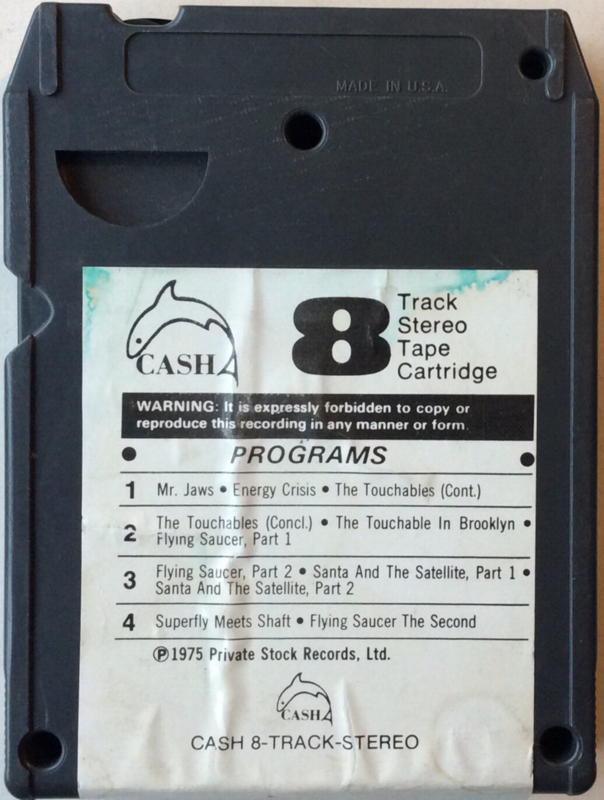 MADE IN U.S.A.
CASH
8
Track
Stereo
Tape
Cartridge
WARNING: It is expressly forbidden to copy or
reproduce this recording in any manner or form.
• PROGRAMS •
1 Mr. Jaws • Energy Crisis • The Touchables (Cont.)
2 The Touchables (Concl.) • The Touchable In Brooklyn •
Flying Saucer, Part 1
3 Flying Saucer, Part 2 • Santa And The Satellite, Part 1 •
Santa And The Satellite, Part 2
4 Superfly Meets Shaft • Flying Saucer The Second
℗1975 Private Stock Records, Ltd.
CASH
CASH 8-TRACK-STEREO